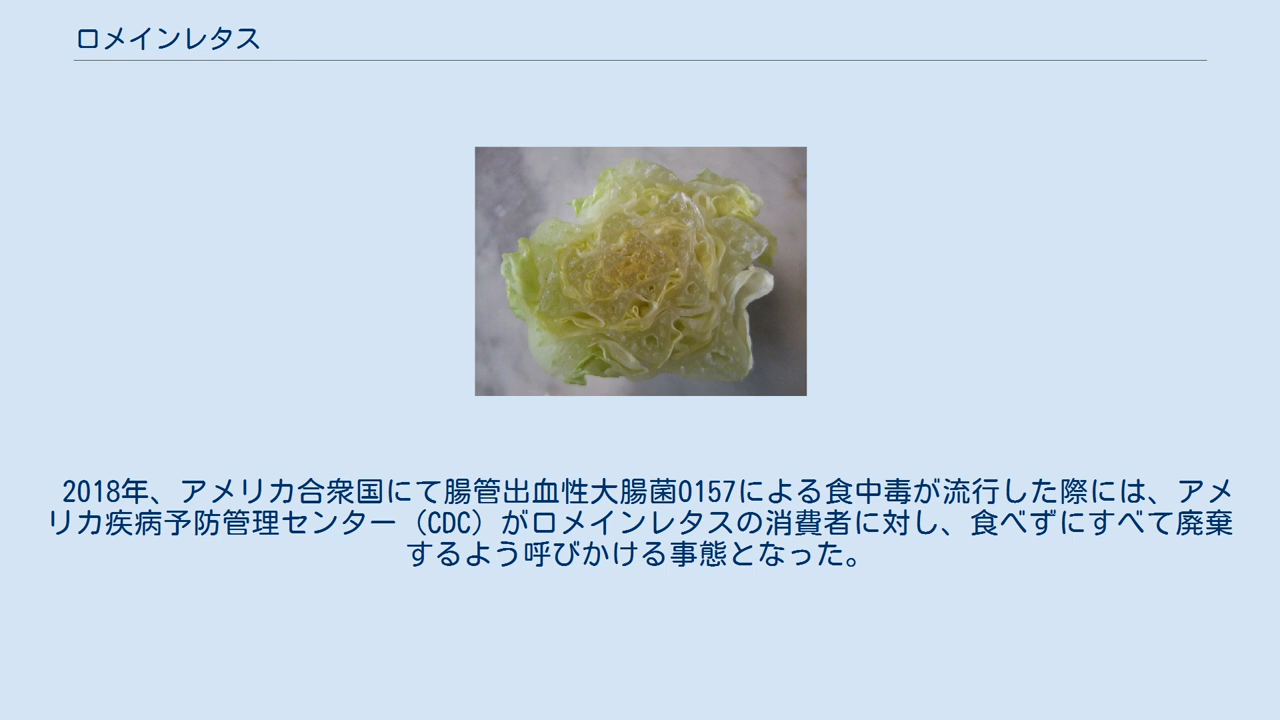 ロメインレタス
2018年、アメリカ合衆国にて腸管出血性大腸菌O157による食中毒が流行した際には、アメ
リカ疾病予防管理センター（CDC）がロメインレタスの消費者に対し、食べずにすべて廃棄
するよう呼びかける事態となった。